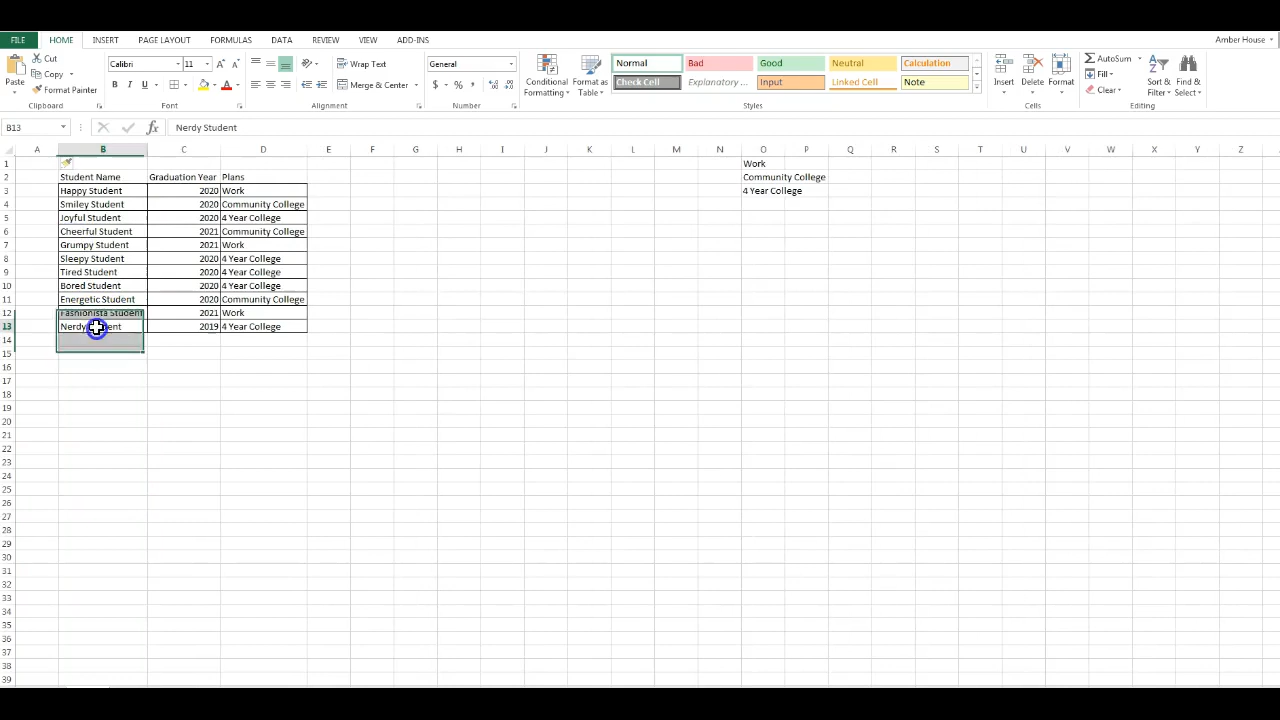 FILE HOME INSERT PAGE LAYOUT FORMULAS DATA REVIEW VIEW ADD-INS Amber House
Cut Calibri 11 Wrap Text General Normal Bad Good Neutral Calculation AutoSum
Copy Fill
Paste Format Painter B I U Merge & Center $ % Conditional Formatting Format as Table Check Cell Explanatory ... Input Linked Cell Note Insert Delete Format Clear Sort & Filter Find & Select
Clipboard Font Alignment Number Styles Cells Editing
B13 fx Nerdy Student
A B C D E F G H I J K L M N O P Q R S T U V W X Y Z
1 Work
2 Student Name Graduation Year Plans Community College
3 Happy Student 2020 Work 4 Year College
4 Smiley Student 2020 Community College
5 Joyful Student 2020 4 Year College
6 Cheerful Student 2021 Community College
7 Grumpy Student 2021 Work
8 Sleepy Student 2020 4 Year College
9 Tired Student 2020 4 Year College
10 Bored Student 2020 4 Year College
11 Energetic Student 2020 Community College
12 Fashionista Student 2021 Work
13 Nerdy Student 2019 4 Year College
14
15
16
17
18
19
20
21
22
23
24
25
26
27
28
29
30
31
32
33
34
35
36
37
38
39